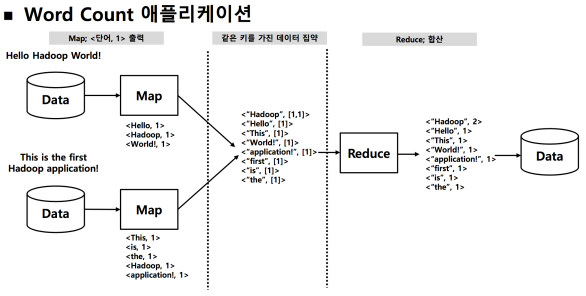 ▪ Word Count 애플리케이션
Map; <단어, 1> 출력
같은 키를 가진 데이터 집약
Reduce; 합산
Hello Hadoop World!
Data
Map
<Hello, 1>
<Hadoop, 1>
<World!, 1>
This is the first
Hadoop application!
Data
Map
<This, 1>
<is, 1>
<the, 1>
<Hadoop, 1>
<application!, 1>
<"Hadoop", [1,1]>
<"Hello", [1]>
<"This", [1]>
<"World!", [1]>
<"application!", [1]>
<"first", [1]>
<"is", [1]>
<"the", [1]>
Reduce
<"Hadoop", 2>
<"Hello", 1>
<"This", 1>
<"World!", 1>
<"application!", 1>
<"first", 1>
<"is", 1>
<"the", 1>
Data